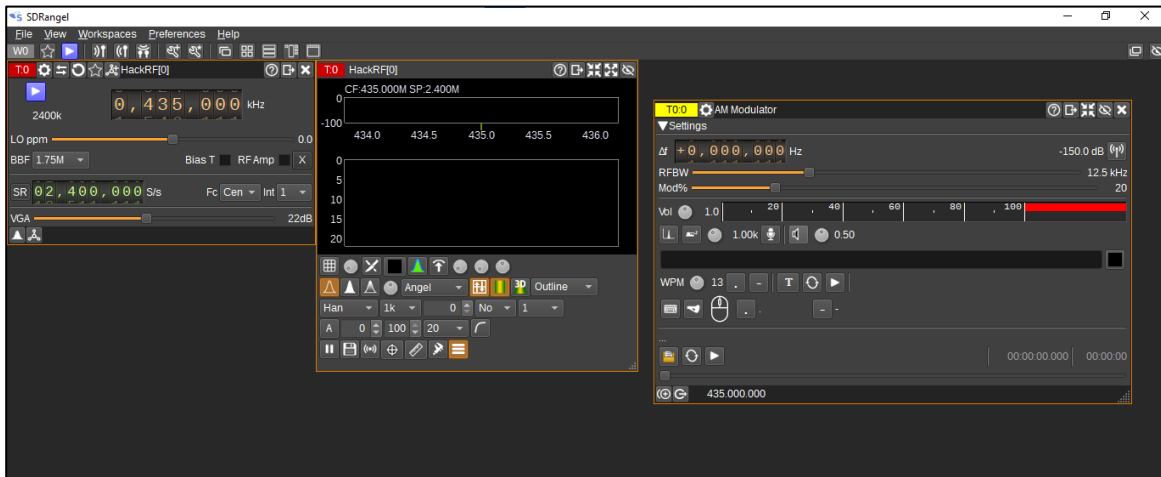 SDRangel
File View Workspaces Preferences Help
W0
T:0 HackRF[0]
2400k
0,435,000 kHz
LO ppm 0.0
BBF 1.75M Bias T RF Amp X
SR 02,400,000 S/s Fc Cen Int 1
VGA 22dB
T:0 HackRF[0]
CF:435.000M SP:2.400M
0
-100
434.0 434.5 435.0 435.5 436.0
0
5
10
15
20
Angel 3D Outline
Han 1k 0 No 1
A 0 100 20
T0:0 AM Modulator
Settings
Δf +0,000,000 Hz -150.0 dB
RFBW 12.5 kHz
Mod% 20
Vol 1.0 20 40 60 80 100
1.00k 0.50
WPM 13 . - T
. . - -
...
00:00:00.000 00:00:00
435.000.000